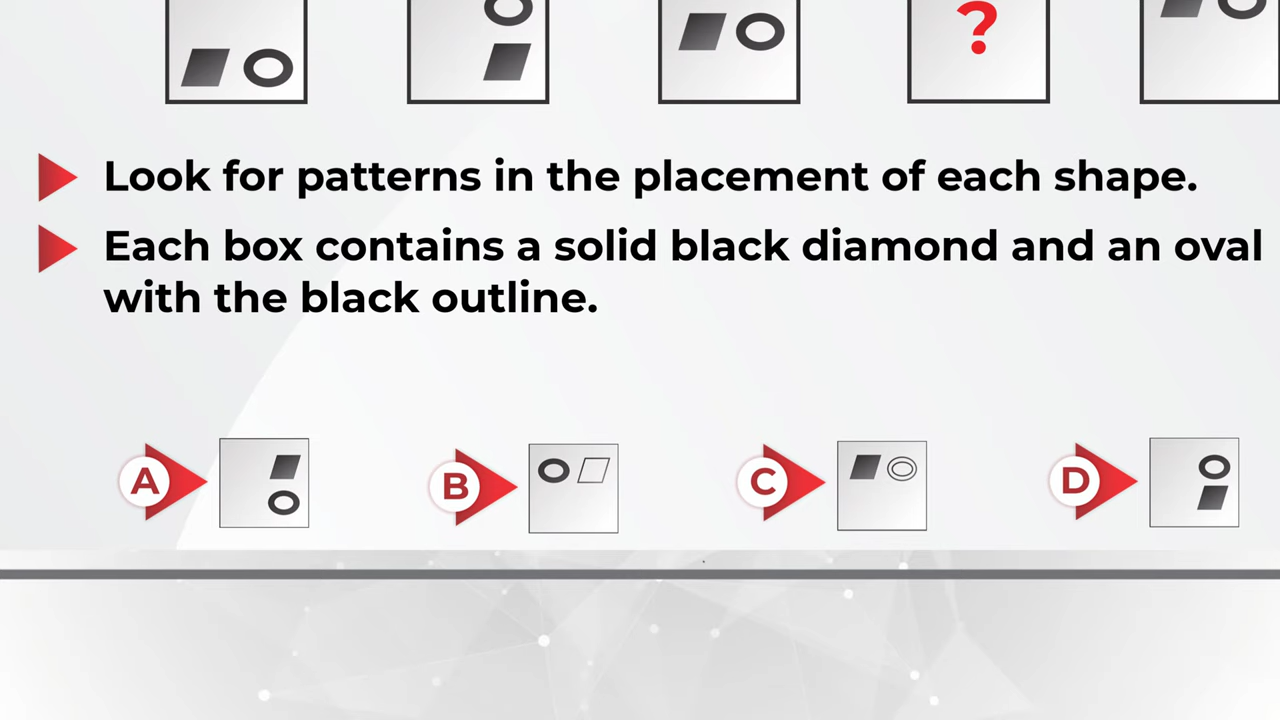 ?
Look for patterns in the placement of each shape.
Each box contains a solid black diamond and an oval
with the black outline.
A
B
C
D